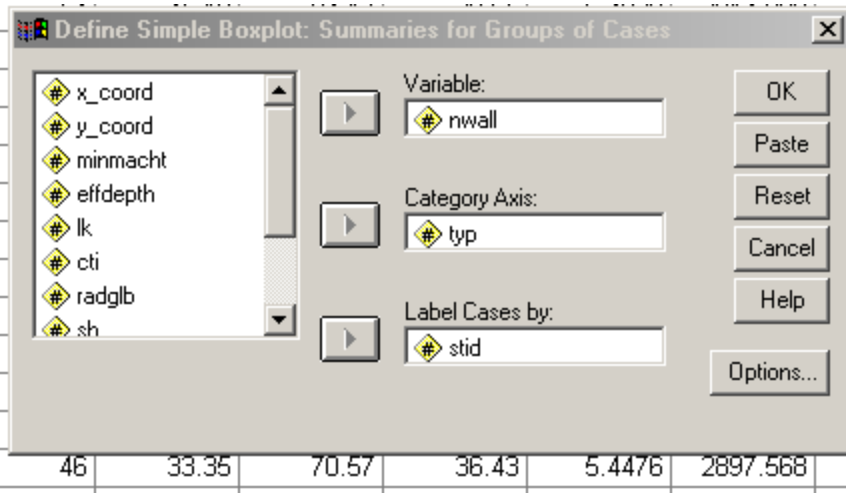 Define Simple Boxplot: Summaries for Groups of Cases
x_coord
y_coord
minmacht
effdepth
lk
cti
radglb
sh
Variable:
nwall
Category Axis:
typ
Label Cases by:
stid
OK
Paste
Reset
Cancel
Help
Options...
46 33.35 70.57 36.43 5.4476 2897.568